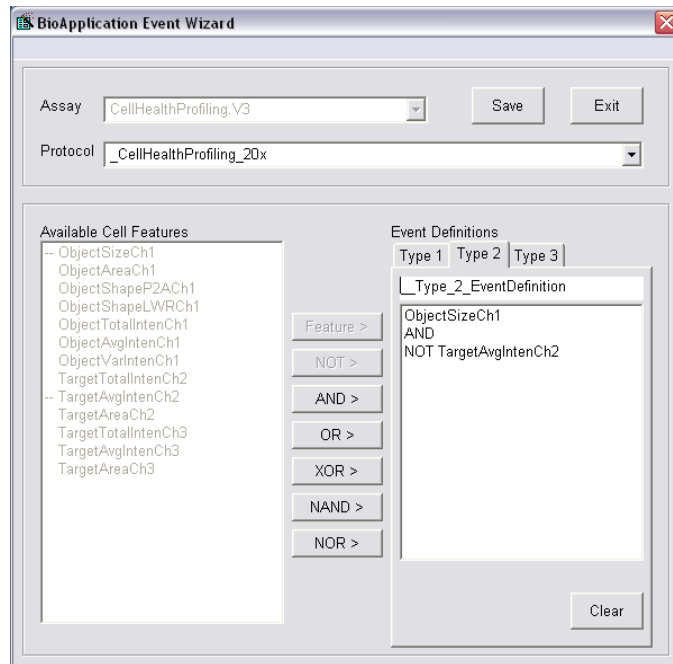 BioApplication Event Wizard
Assay
CellHealthProfiling.V3
Save
Exit
Protocol
_CellHealthProfiling_20x
Available Cell Features
Event Definitions
-- ObjectSizeCh1
ObjectAreaCh1
ObjectShapeP2ACh1
ObjectShapeLWRCh1
ObjectTotalIntenCh1
ObjectAvgIntenCh1
ObjectVarIntenCh1
TargetTotalIntenCh2
-- TargetAvgIntenCh2
TargetAreaCh2
TargetTotalIntenCh3
TargetAvgIntenCh3
TargetAreaCh3
Feature >
NOT >
AND >
OR >
XOR >
NAND >
NOR >
Type 1
Type 2
Type 3
__Type_2_EventDefinition
ObjectSizeCh1
AND
NOT TargetAvgIntenCh2
Clear